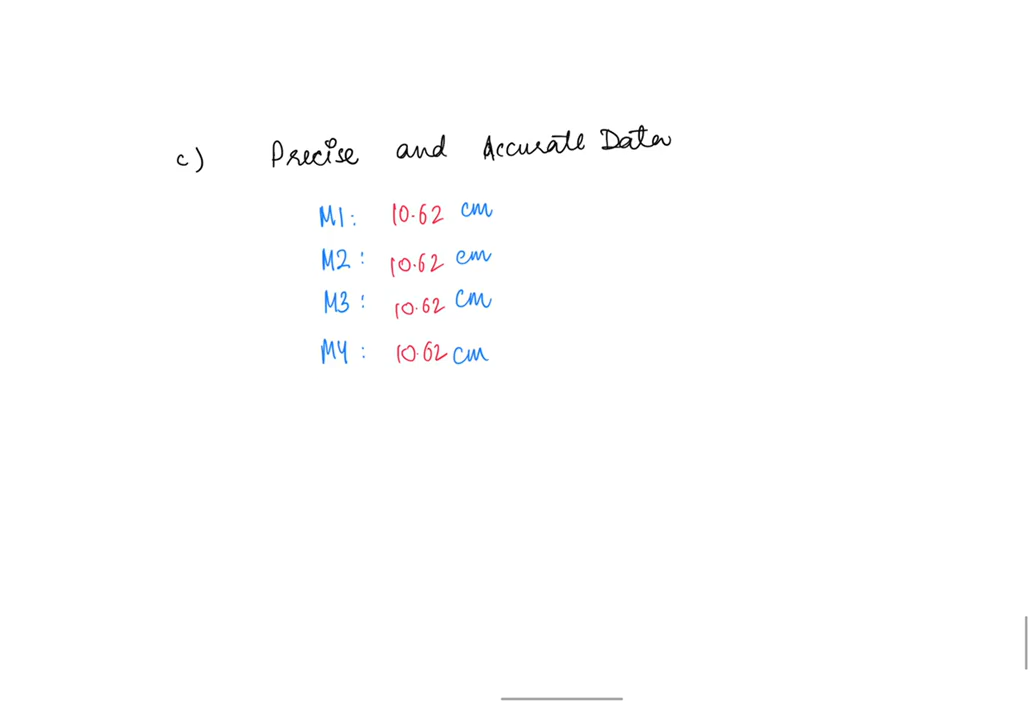 c) Precise and Accurate Data
M1: 10.62 cm
M2: 10.62 cm
M3: 10.62 cm
M4: 10.62 cm